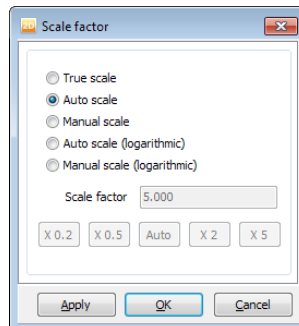 2D Scale factor
True scale
Auto scale
Manual scale
Auto scale (logarithmic)
Manual scale (logarithmic)
Scale factor 5.000
X 0.2 X 0.5 Auto X 2 X 5
Apply OK Cancel